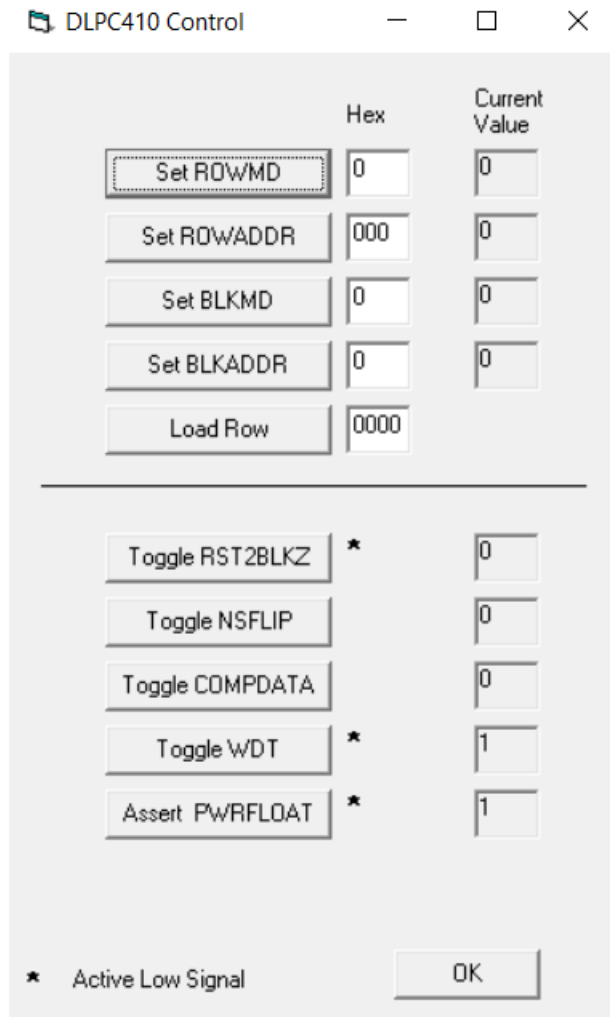 DLPC410 Control
Hex
Current
Value
Set ROWMD 0 0
Set ROWADDR 000 0
Set BLKMD 0 0
Set BLKADDR 0 0
Load Row 0000
Toggle RST2BLKZ * 0
Toggle NSFLIP 0
Toggle COMPDATA 0
Toggle WDT * 1
Assert PWRFLOAT * 1
OK
* Active Low Signal